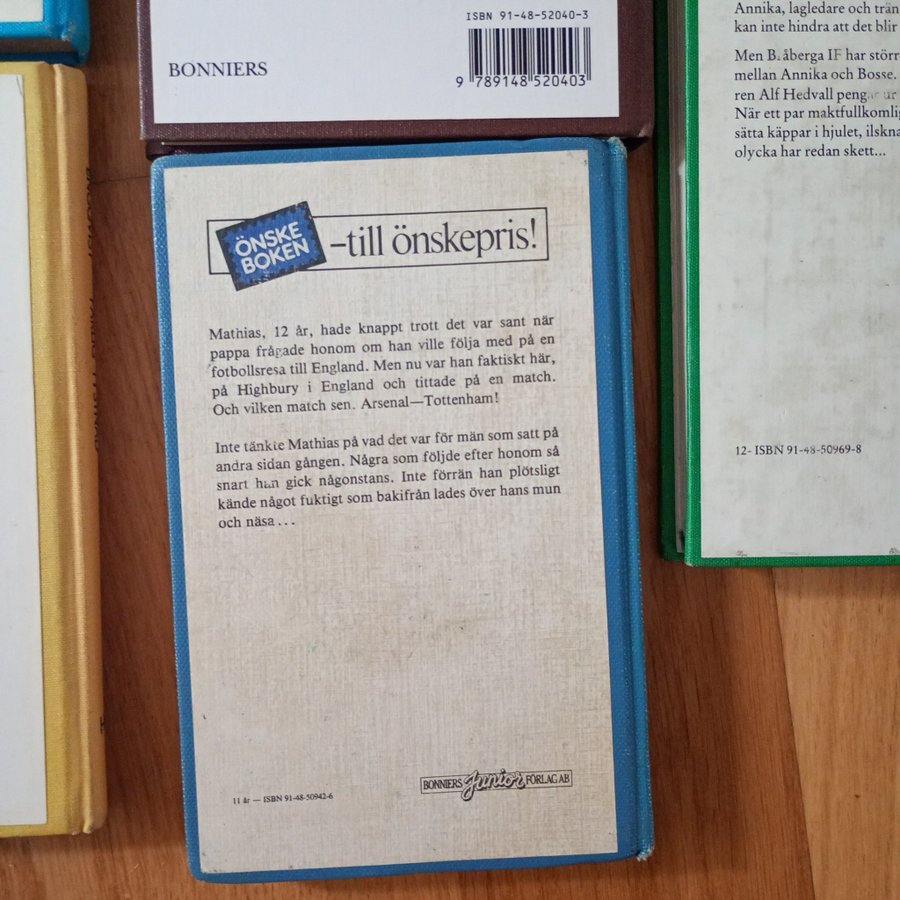 ISBN 91-48-52040-3
BONNIERS
9 789148 520403
Annika, lagledare och trän
kan inte hindra att det blir
Men Blåberga IF har störr
mellan Annika och Bosse.
ren Alf Hedvall pengar ur
När ett par maktfullkomlig
sätta käppar i hjulet, ilskna
olycka har redan skett...
12- ISBN 91-48-50969-8
ÖNSKE
BOKEN
–till önskepris!
Mathias, 12 år, hade knappt trott det var sant när
pappa frågade honom om han ville följa med på en
fotbollsresa till England. Men nu var han faktiskt här,
på Highbury i England och tittade på en match.
Och vilken match sen. Arsenal—Tottenham!
Inte tänkte Mathias på vad det var för män som satt på
andra sidan gången. Några som följde efter honom så
snart han gick någonstans. Inte förrän han plötsligt
kände något fuktigt som bakifrån lades över hans mun
och näsa...
11 år — ISBN 91-48-50942-6
BONNIERS Junior FÖRLAG AB